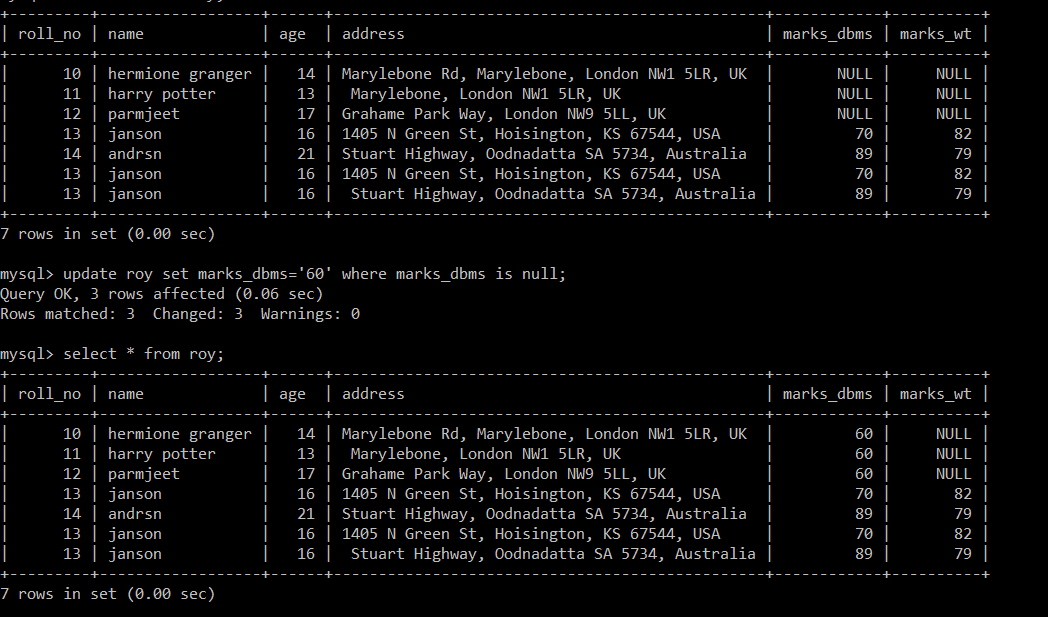 +---------+------------------+------+------------------------------------------------+------------+----------+
| roll_no | name             | age  | address                                        | marks_dbms | marks_wt |
+---------+------------------+------+------------------------------------------------+------------+----------+
|      10 | hermione granger |   14 | Marylebone Rd, Marylebone, London NW1 5LR, UK  |       NULL |     NULL |
|      11 | harry potter     |   13 |  Marylebone, London NW1 5LR, UK                |       NULL |     NULL |
|      12 | parmjeet         |   17 | Grahame Park Way, London NW9 5LL, UK           |       NULL |     NULL |
|      13 | janson           |   16 | 1405 N Green St, Hoisington, KS 67544, USA     |         70 |       82 |
|      14 | andrsn           |   21 | Stuart Highway, Oodnadatta SA 5734, Australia  |         89 |       79 |
|      13 | janson           |   16 | 1405 N Green St, Hoisington, KS 67544, USA     |         70 |       82 |
|      13 | janson           |   16 |  Stuart Highway, Oodnadatta SA 5734, Australia |         89 |       79 |
+---------+------------------+------+------------------------------------------------+------------+----------+
7 rows in set (0.00 sec)
mysql> update roy set marks_dbms='60' where marks_dbms is null;
Query OK, 3 rows affected (0.06 sec)
Rows matched: 3  Changed: 3  Warnings: 0
mysql> select * from roy;
+---------+------------------+------+------------------------------------------------+------------+----------+
| roll_no | name             | age  | address                                        | marks_dbms | marks_wt |
+---------+------------------+------+------------------------------------------------+------------+----------+
|      10 | hermione granger |   14 | Marylebone Rd, Marylebone, London NW1 5LR, UK  |         60 |     NULL |
|      11 | harry potter     |   13 |  Marylebone, London NW1 5LR, UK                |         60 |     NULL |
|      12 | parmjeet         |   17 | Grahame Park Way, London NW9 5LL, UK           |         60 |     NULL |
|      13 | janson           |   16 | 1405 N Green St, Hoisington, KS 67544, USA     |         70 |       82 |
|      14 | andrsn           |   21 | Stuart Highway, Oodnadatta SA 5734, Australia  |         89 |       79 |
|      13 | janson           |   16 | 1405 N Green St, Hoisington, KS 67544, USA     |         70 |       82 |
|      13 | janson           |   16 |  Stuart Highway, Oodnadatta SA 5734, Australia |         89 |       79 |
+---------+------------------+------+------------------------------------------------+------------+----------+
7 rows in set (0.00 sec)